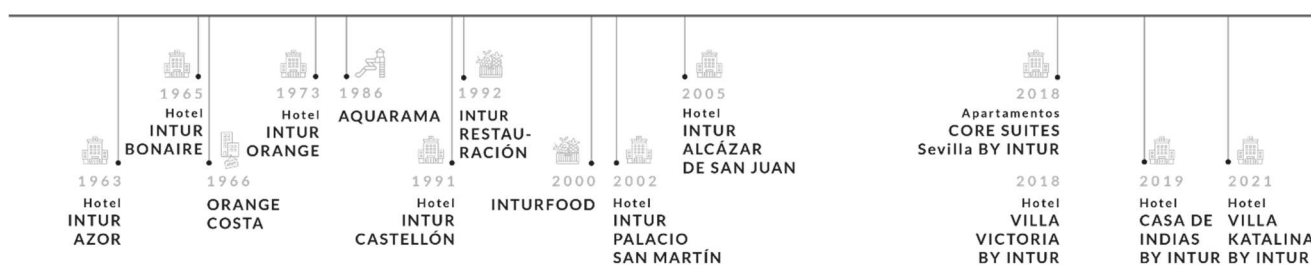 1965
Hotel
INTUR
BONAIRE
1973
Hotel
INTUR
ORANGE
1986
AQUARAMA
1992
INTUR
RESTAU-
RACIÓN
2005
Hotel
INTUR
ALCÁZAR
DE SAN JUAN
2018
Apartamentos
CORE SUITES
Sevilla BY INTUR
1963
Hotel
INTUR
AZOR
1966
ORANGE
COSTA
1991
Hotel
INTUR
CASTELLÓN
2000
INTURFOOD
2002
Hotel
INTUR
PALACIO
SAN MARTÍN
2018
Hotel
VILLA
VICTORIA
BY INTUR
2019
Hotel
CASA DE
INDIAS
BY INTUR
2021
Hotel
VILLA
KATALINA
BY INTUR